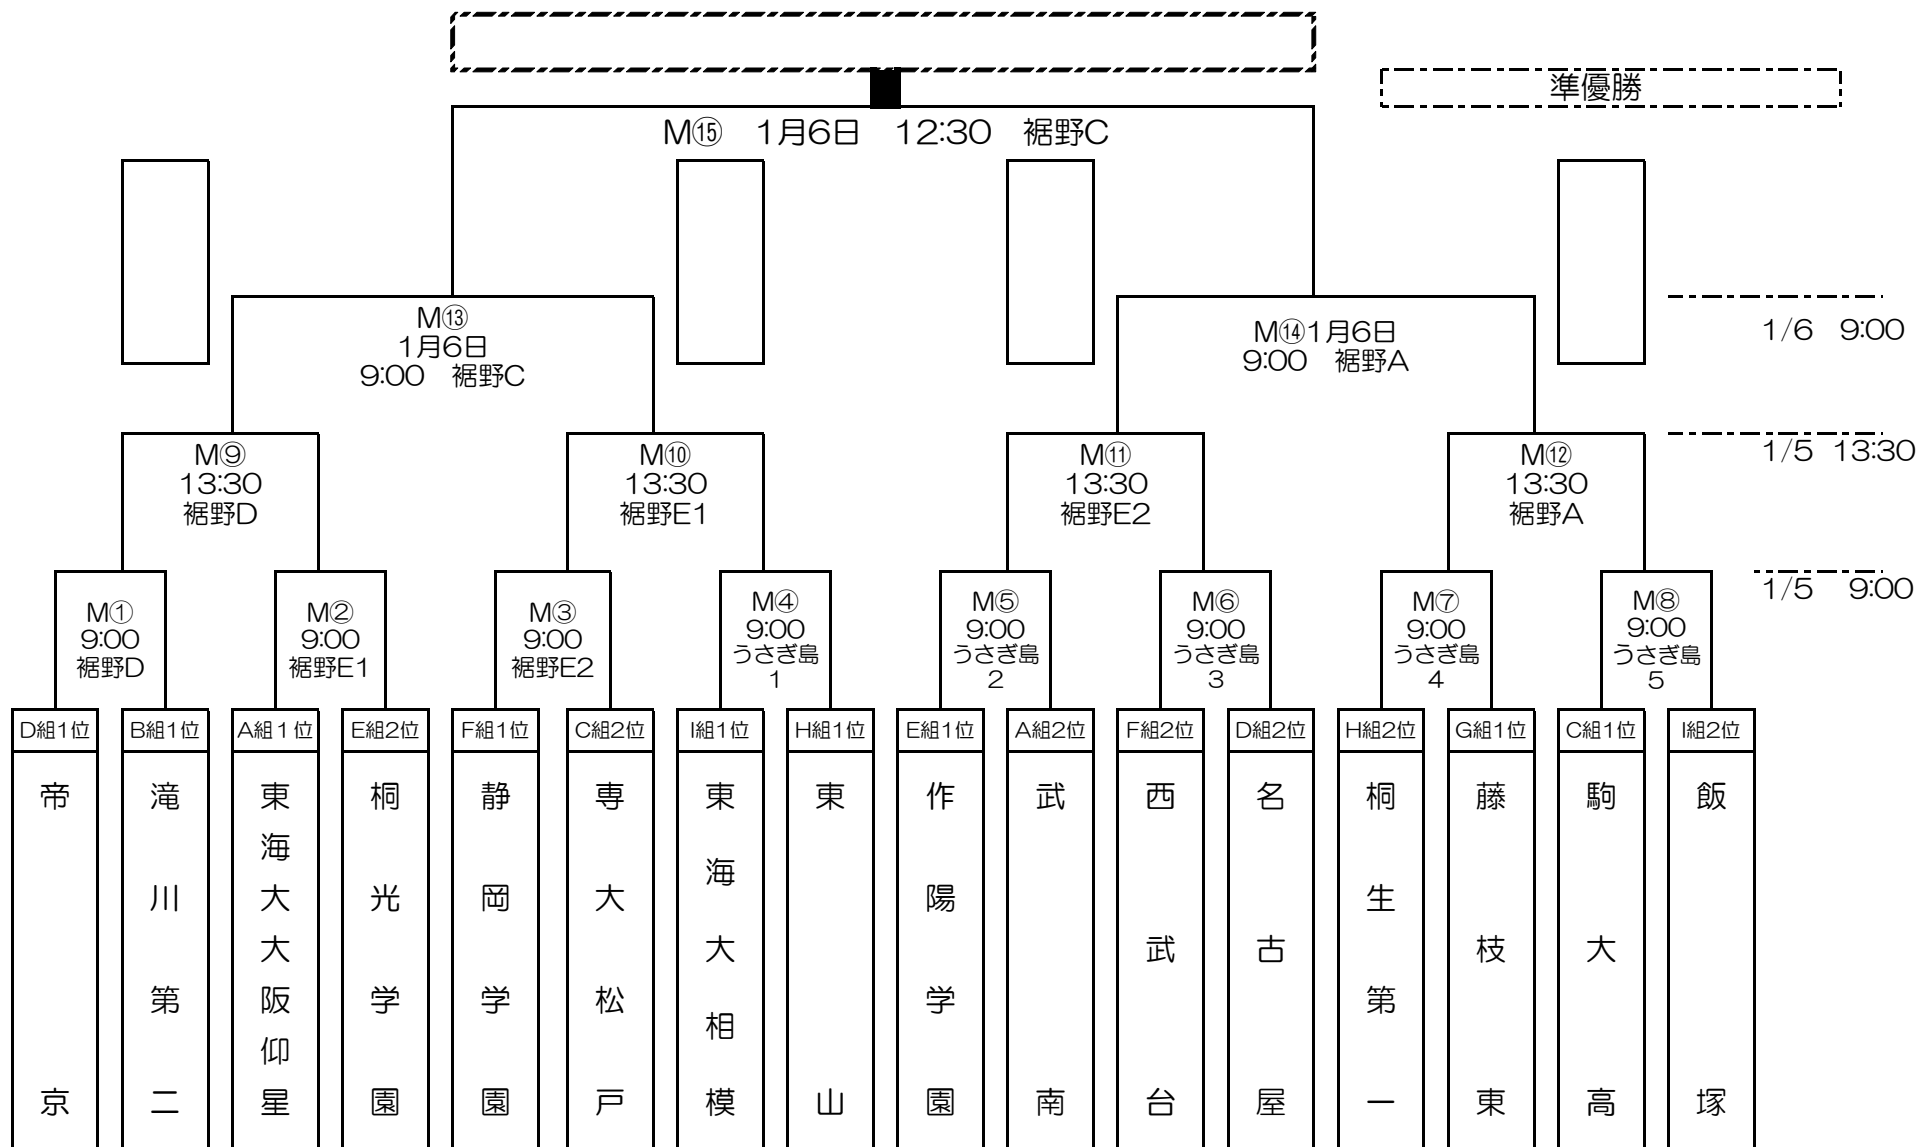 準優勝
M⑮　1月6日　12:30　裾野C
M⑬
1月6日
9:00　裾野C
M⑭1月6日
9:00　裾野A
1/6　9:00
M⑨
13:30
裾野D
M⑩
13:30
裾野E1
M⑪
13:30
裾野E2
M⑫
13:30
裾野A
1/5　13:30
M①
9:00
裾野D
M②
9:00
裾野E1
M③
9:00
裾野E2
M④
9:00
うさぎ島
1
M⑤
9:00
うさぎ島
2
M⑥
9:00
うさぎ島
3
M⑦
9:00
うさぎ島
4
M⑧
9:00
うさぎ島
5
1/5　9:00
D組1位
B組1位
A組１位
E組2位
F組1位
C組2位
I組1位
H組1位
E組1位
A組2位
F組2位
D組2位
H組2位
G組1位
C組1位
I組2位
帝京
滝川第二
東海大大阪仰星
桐光学園
静岡学園
専大松戸
東海大相模
東山
作陽学園
武南
西武台
名古屋
桐生第一
藤枝東
駒大高
飯塚